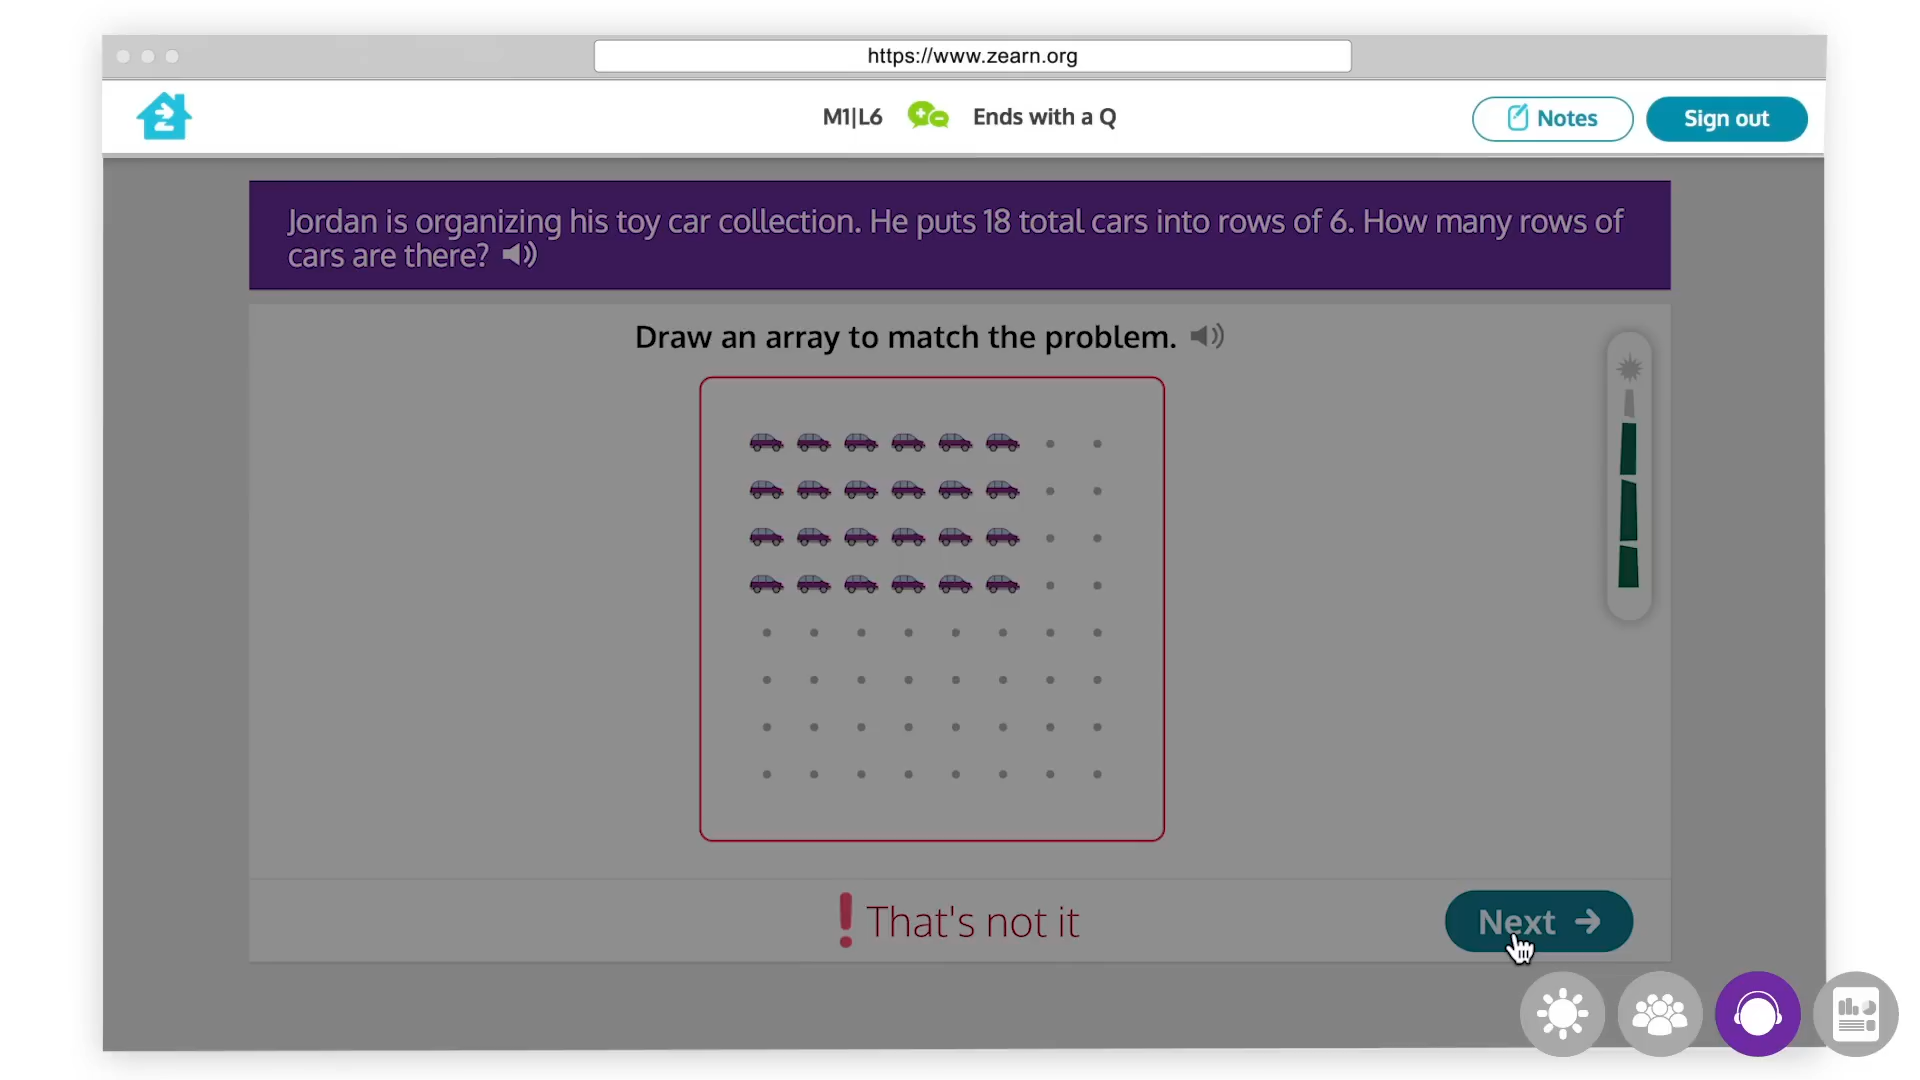 https://www.zearn.org
M1|L6 Ends with a Q Notes Sign out
Jordan is organizing his toy car collection. He puts 18 total cars into rows of 6. How many rows of
cars are there?
Draw an array to match the problem.
! That's not it
Next